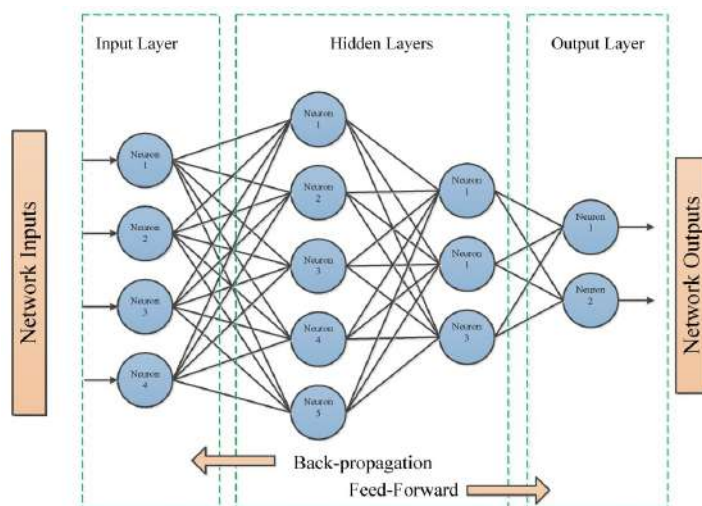 Input Layer
Hidden Layers
Output Layer
Network Inputs
Neuron
1
Neuron
2
Neuron
3
Neuron
4
Neuron
1
Neuron
2
Neuron
3
Neuron
4
Neuron
5
Neuron
1
Neuron
1
Neuron
3
Neuron
1
Neuron
2
Network Outputs
Back-propagation
Feed-Forward